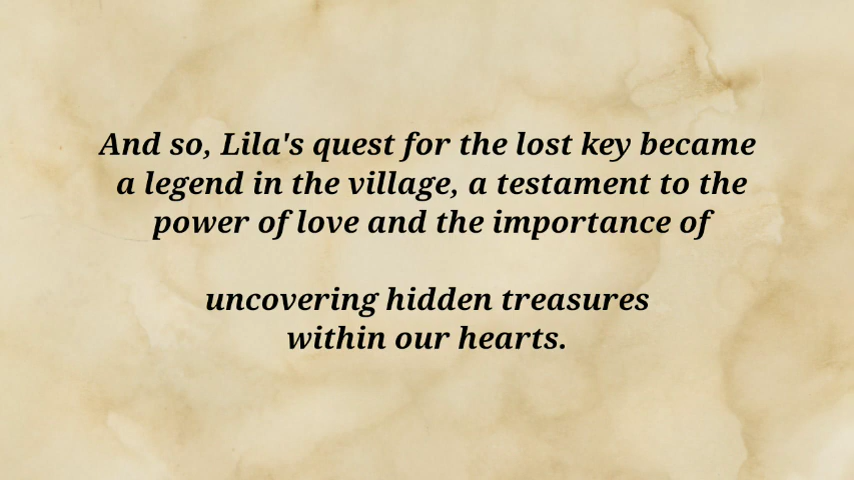 And so, Lila's quest for the lost key became
a legend in the village, a testament to the
power of love and the importance of
uncovering hidden treasures
within our hearts.